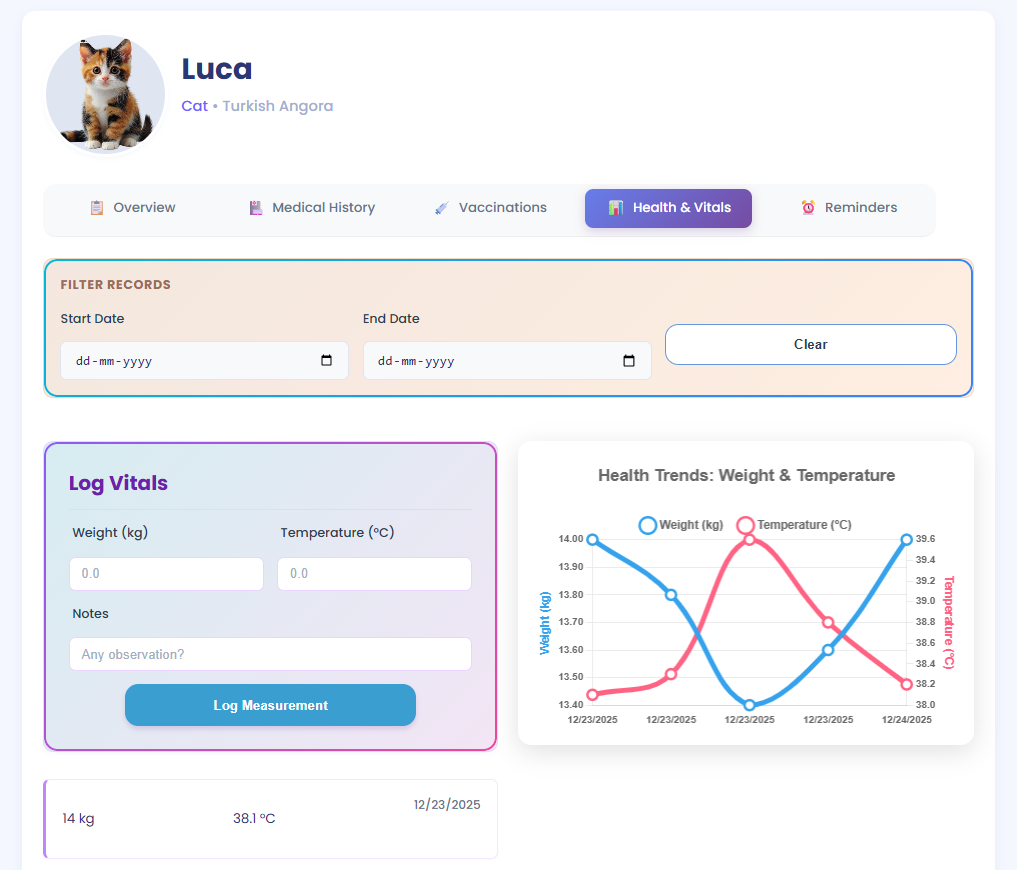 Luca
Cat • Turkish Angora
Overview
Medical History
Vaccinations
Health & Vitals
Reminders
FILTER RECORDS
Start Date
End Date
dd-mm-yyyy
dd-mm-yyyy
Clear
Log Vitals
Weight (kg)
Temperature (°C)
0.0
0.0
Notes
Any observation?
Log Measurement
Health Trends: Weight & Temperature
Weight (kg)
Temperature (°C)
Weight (kg)
14.00
13.90
13.80
13.70
13.60
13.50
13.40
39.6
39.4
39.2
39.0
38.8
38.6
38.4
38.2
38.0
Temperature (°C)
12/23/2025
12/23/2025
12/23/2025
12/23/2025
12/24/2025
14 kg
38.1 °C
12/23/2025